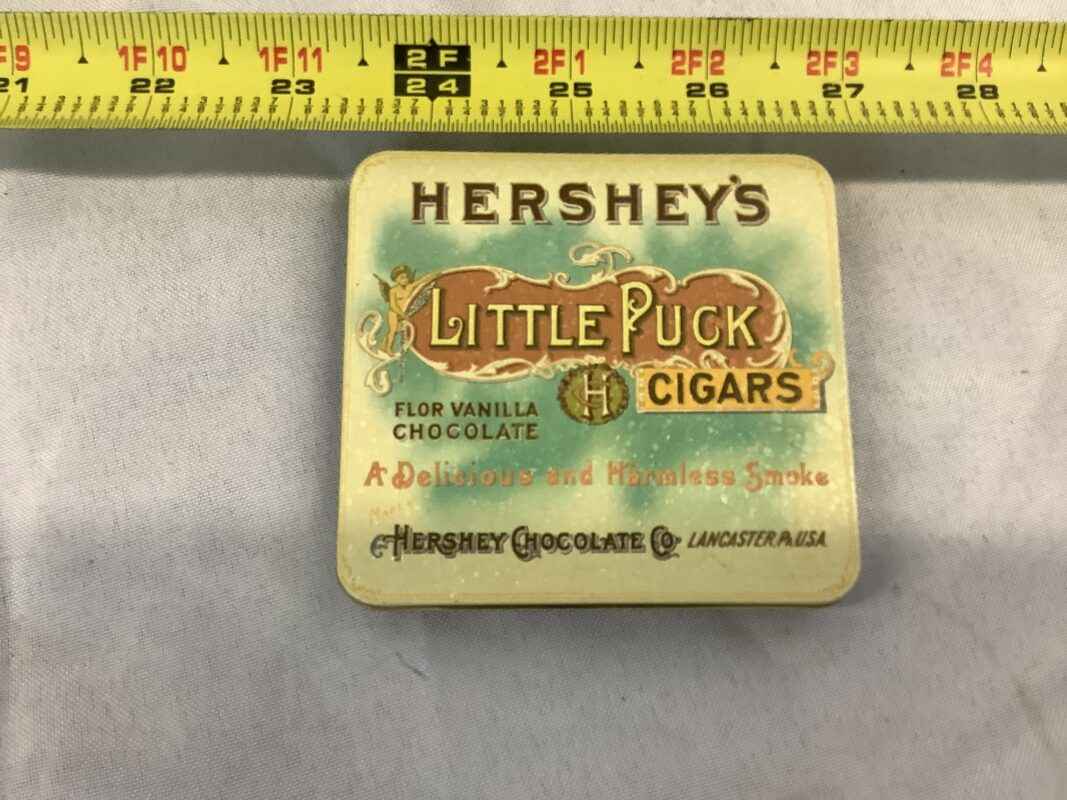 F9 1F10 1F11 2F 2F1 2F2 2F3 2F4
21 22 23 24 25 26 27 28
HERSHEY'S
LITTLE PUCK
CIGARS
H
FLOR VANILLA
CHOCOLATE
A Delicious and Harmless Smoke
HERSHEY CHOCOLATE CO. LANCASTER, PA. U.S.A.